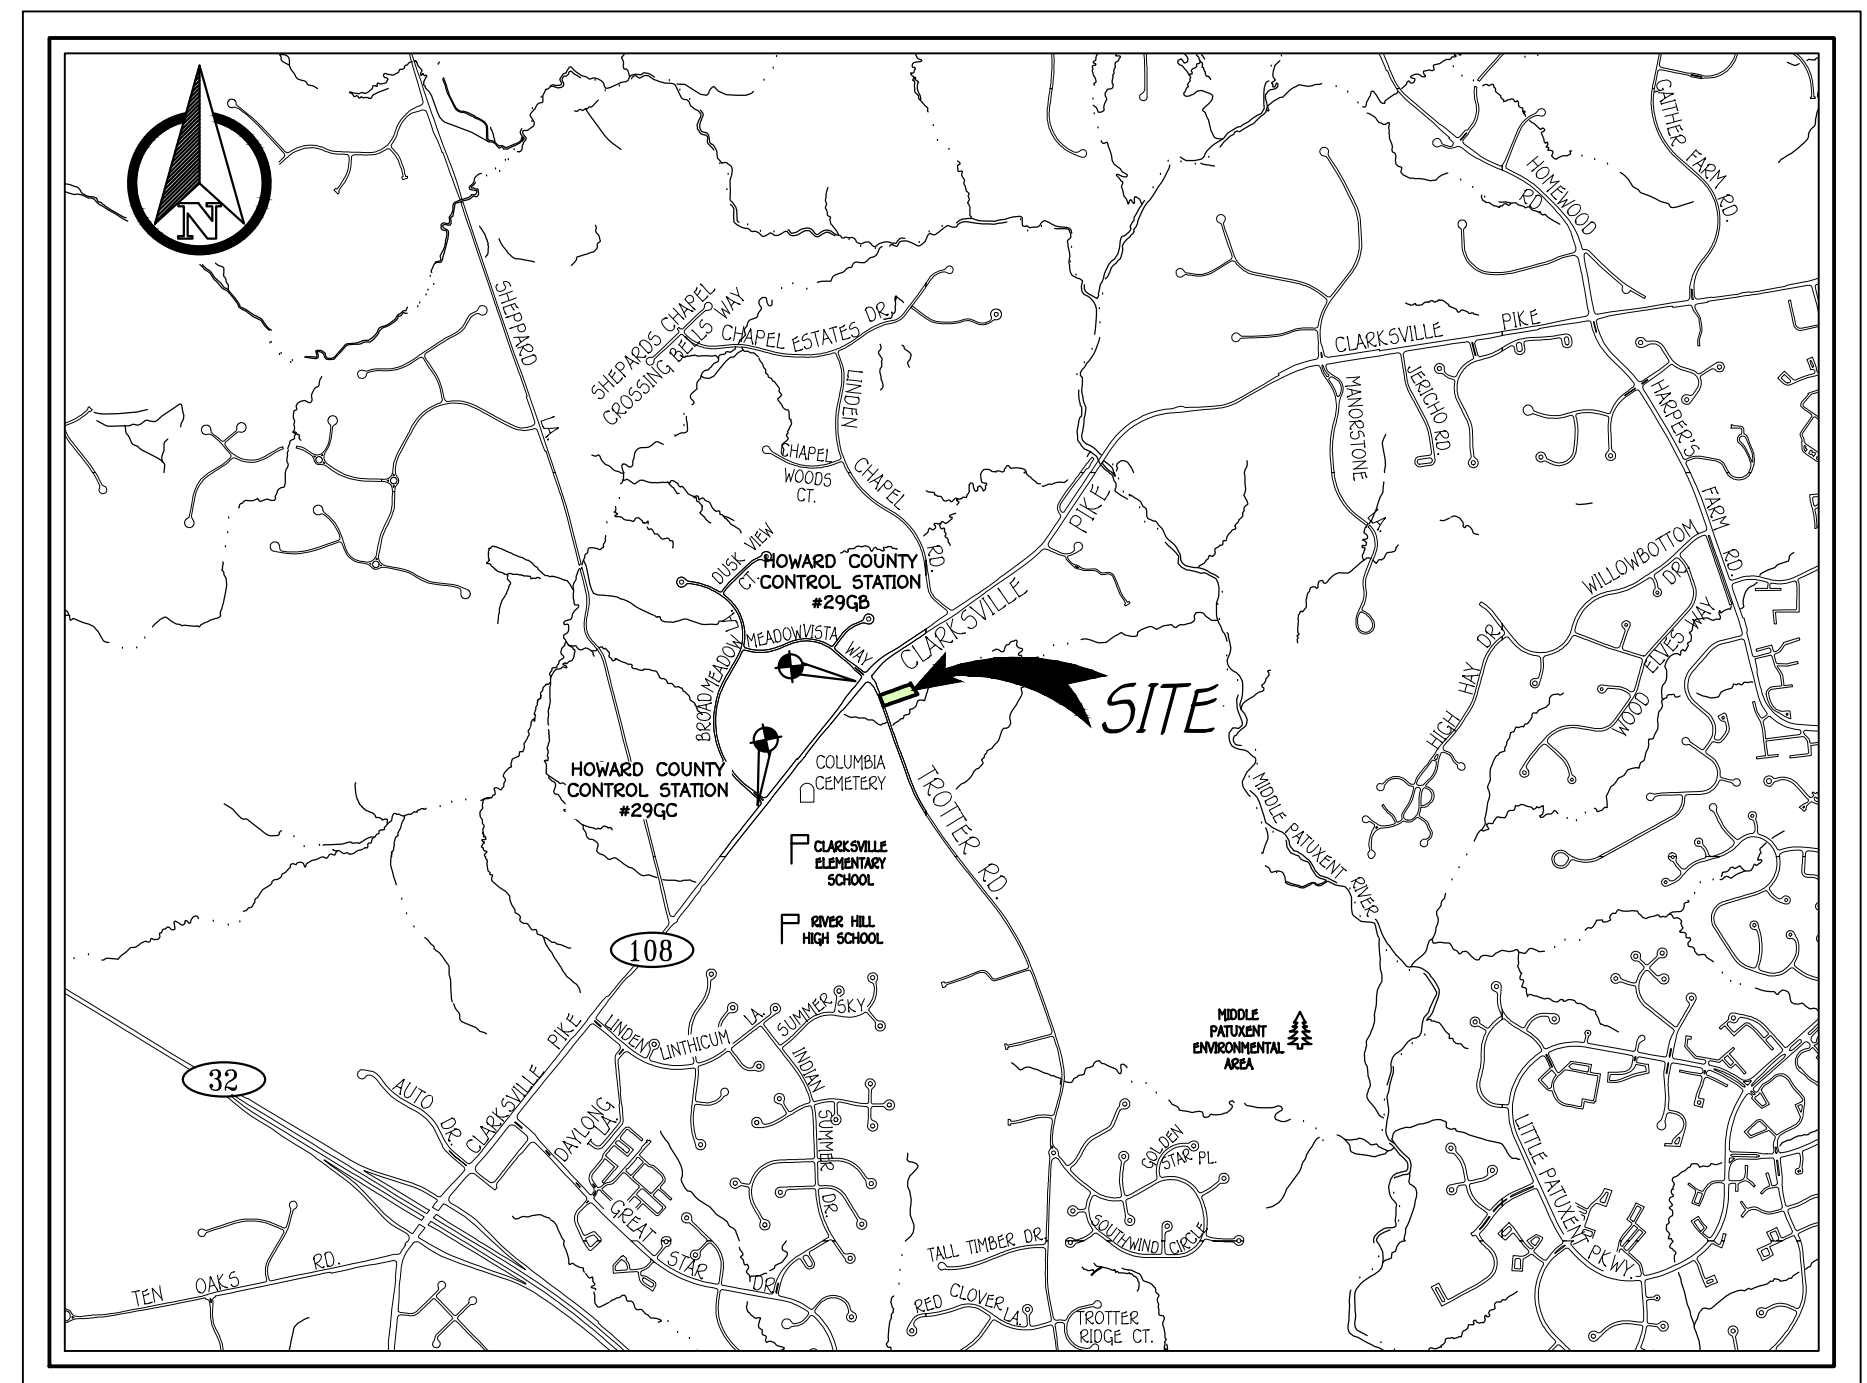 N
GAITHER FARM RD.
HOMEWOOD
RD.
SHEPPARD
LA.
SHEPARDS CHAPEL
CROSSING BELLS WAY
CHAPEL ESTATES DR.
LINDEN
CHAPEL
RD.
CHAPEL
WOODS
CT.
CLARKSVILLE
PIKE
MANORSTONE
LA.
JERICHO RD.
HARPER'S
FARM
RD.
PIKE
CLARKSVILLE
DUSK VIEW
CT.
HOWARD COUNTY
CONTROL STATION
#29GB
MEADOWVISTA
WAY
BROADMEADOW LA.
WILLOWBOTTOM
DR.
ELVES WAY
WOOD
HIGH HAY DR.
SITE
HOWARD COUNTY
CONTROL STATION
#29GC
COLUMBIA
CEMETERY
TROTTER RD.
MIDDLE PATUXENT RIVER
CLARKSVILLE
ELEMENTARY
SCHOOL
RIVER HILL
HIGH SCHOOL
108
MIDDLE
PATUXENT
ENVIRONMENTAL
AREA
32
AUTO DR.
CLARKSVILLE PIKE
LINDEN
LINTHICUM LA.
SUMMER SKY
INDIAN
SUMMER
DR.
DAYLONG
LA.
GREAT
STAR
DR.
GOLDEN
STAR PL.
SOUTHWIND CIRCLE
TALL TIMBER DR.
RED CLOVER LA.
TROTTER
RIDGE CT.
TEN OAKS RD.
LITTLE PATUXENT PKWY.